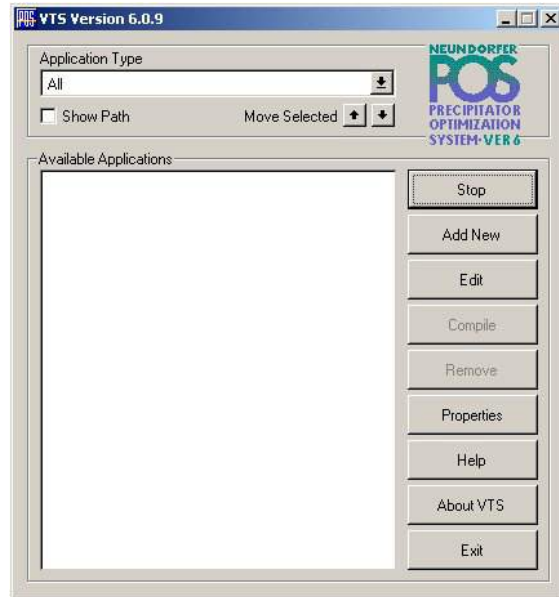 POS VTS Version 6.0.9
Application Type
All
Show Path
Move Selected
NEUNDORFER
POS
PRECIPITATOR
OPTIMIZATION
SYSTEM·VER 6
Available Applications
Stop
Add New
Edit
Compile
Remove
Properties
Help
About VTS
Exit